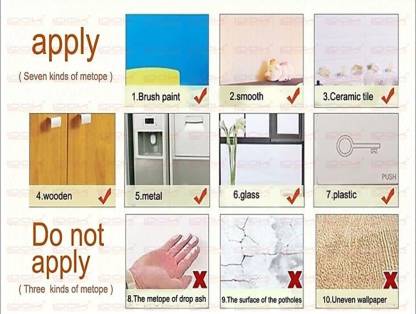 apply
( Seven kinds of metope )
1.Brush paint
2.smooth
3.Ceramic tile
4.wooden
5.metal
6.glass
7.plastic
PUSH
Do not
apply
( Three kinds of metope )
8.The metope of drop ash
9.The surface of the potholes
10.Uneven wallpaper